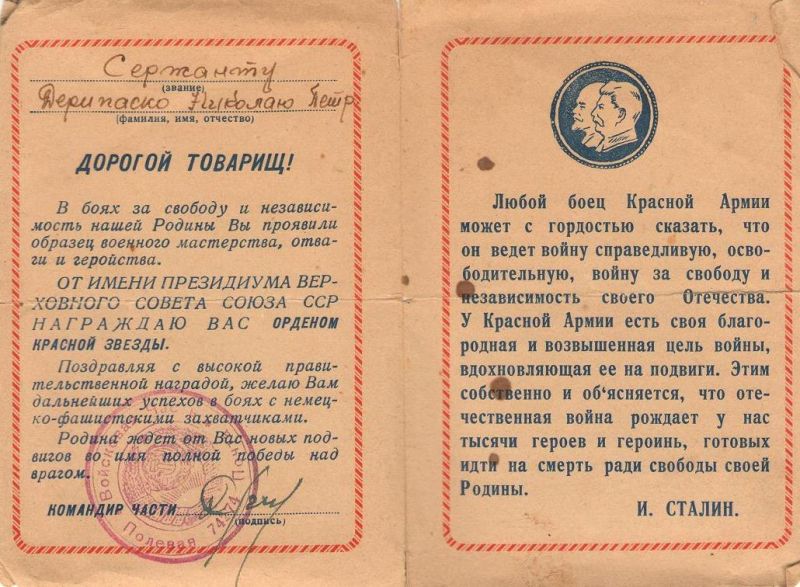 Сержанту
(звание)
Дерипаско Николаю Петр
(фамилия, имя, отчество)
ДОРОГОЙ ТОВАРИЩ!
В боях за свободу и независи-
мость нашей Родины Вы проявили
образец военного мастерства, отва-
ги и геройства.
ОТ ИМЕНИ ПРЕЗИДИУМА ВЕР-
ХОВНОГО СОВЕТА СОЮЗА ССР
НАГРАЖДАЮ ВАС ОРДЕНОМ
КРАСНОЙ ЗВЕЗДЫ.
Поздравляя с высокой прави-
тельственной наградой, желаю Вам
дальнейших успехов в боях с немец-
ко-фашистскими захватчиками.
Родина ждет от Вас новых под-
вигов во имя полной победы над
врагом.
КОМАНДИР ЧАСТИ
(подпись)
Полевая
Любой боец Красной Армии
может с гордостью сказать, что
он ведет войну справедливую, осво-
бодительную, войну за свободу и
независимость своего Отечества.
У Красной Армии есть своя благо-
родная и возвышенная цель войны,
вдохновляющая ее на подвиги. Этим
собственно и об‘ясняется, что оте-
чественная война рождает у нас
тысячи героев и героинь, готовых
идти на смерть ради свободы своей
Родины.
И. СТАЛИН.